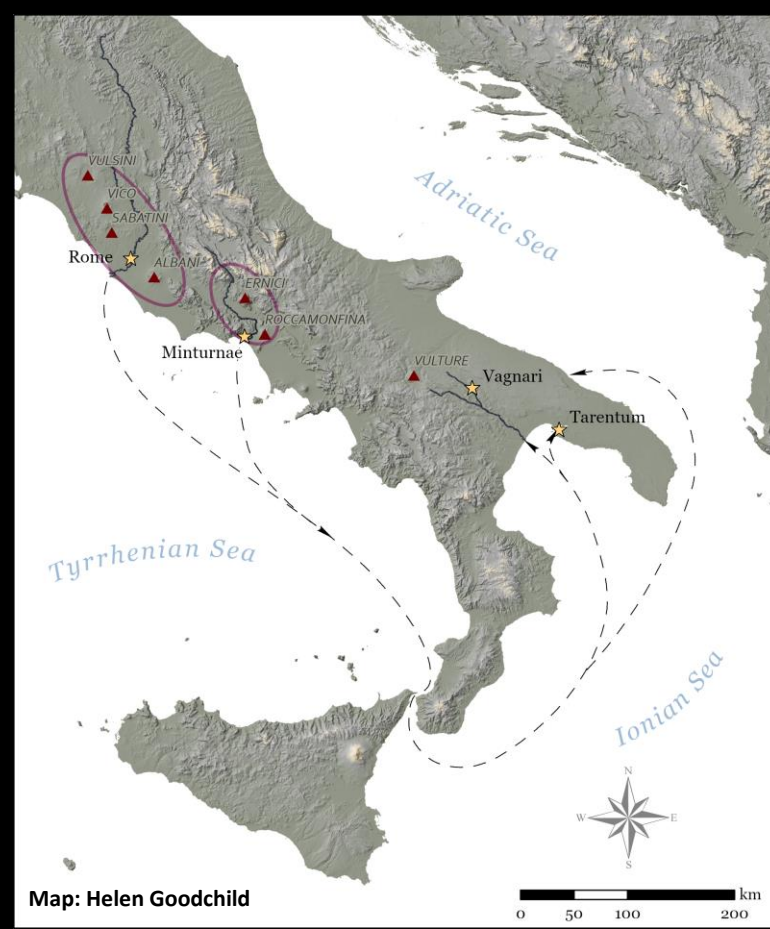 VULSINI
VICO
SABATINI
Rome
ALBANI
ERNICI
ROCCAMONFINA
Minturnae
Adriatic Sea
VULTURE
Vagnari
Tarentum
Tyrrhenian Sea
Ionian Sea
N
W E
S
Map: Helen Goodchild
km
0 50 100 200